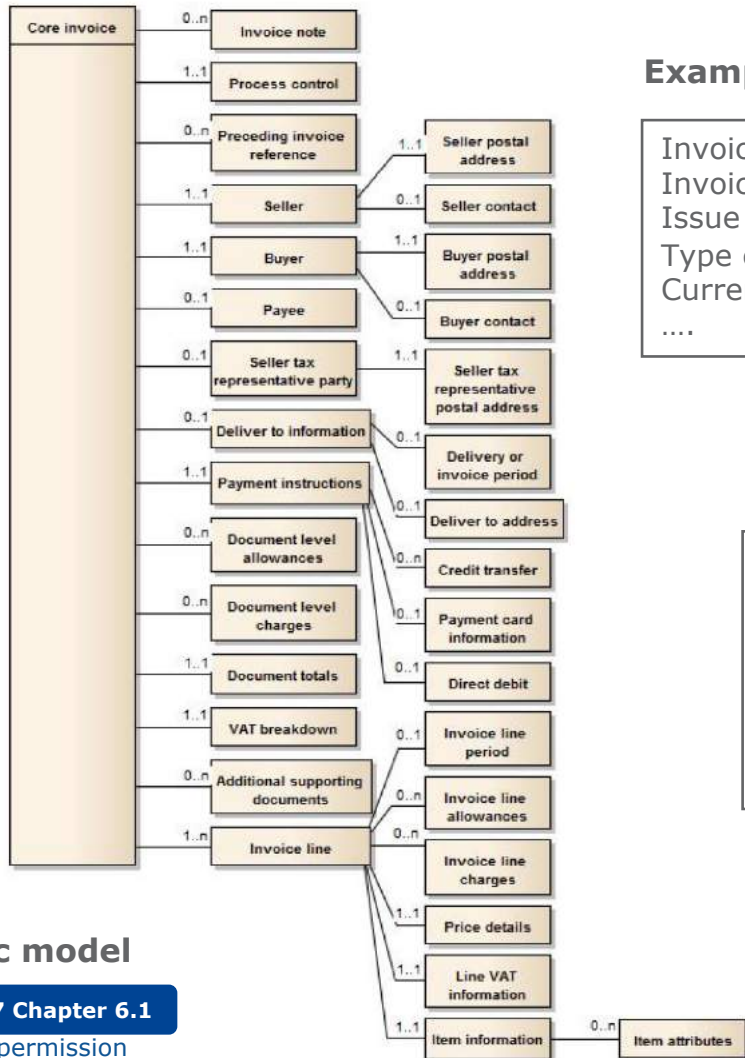 Core invoice
0..n
Invoice note
1..1
Process control
0..n
Preceding invoice
reference
1..1
Seller
1..1
Seller postal
address
0..1
Seller contact
1..1
Buyer
1..1
Buyer postal
address
0..1
Buyer contact
0..1
Payee
0..1
Seller tax
representative party
1..1
Seller tax
representative
postal address
0..1
Deliver to information
0..1
Delivery or
invoice period
0..1
Deliver to address
1..1
Payment instructions
0..n
Credit transfer
0..1
Payment card
information
0..1
Direct debit
0..n
Document level
allowances
0..n
Document level
charges
1..1
Document totals
1..1
VAT breakdown
0..n
Additional supporting
documents
1..n
Invoice line
0..1
Invoice line
period
0..n
Invoice line
allowances
0..n
Invoice line
charges
1..1
Price details
1..1
Line VAT
information
1..1
Item information
0..n
Item attributes
Examp
Invoic
Invoic
Issue
Type
Curre
….
c model
7 Chapter 6.1
permission